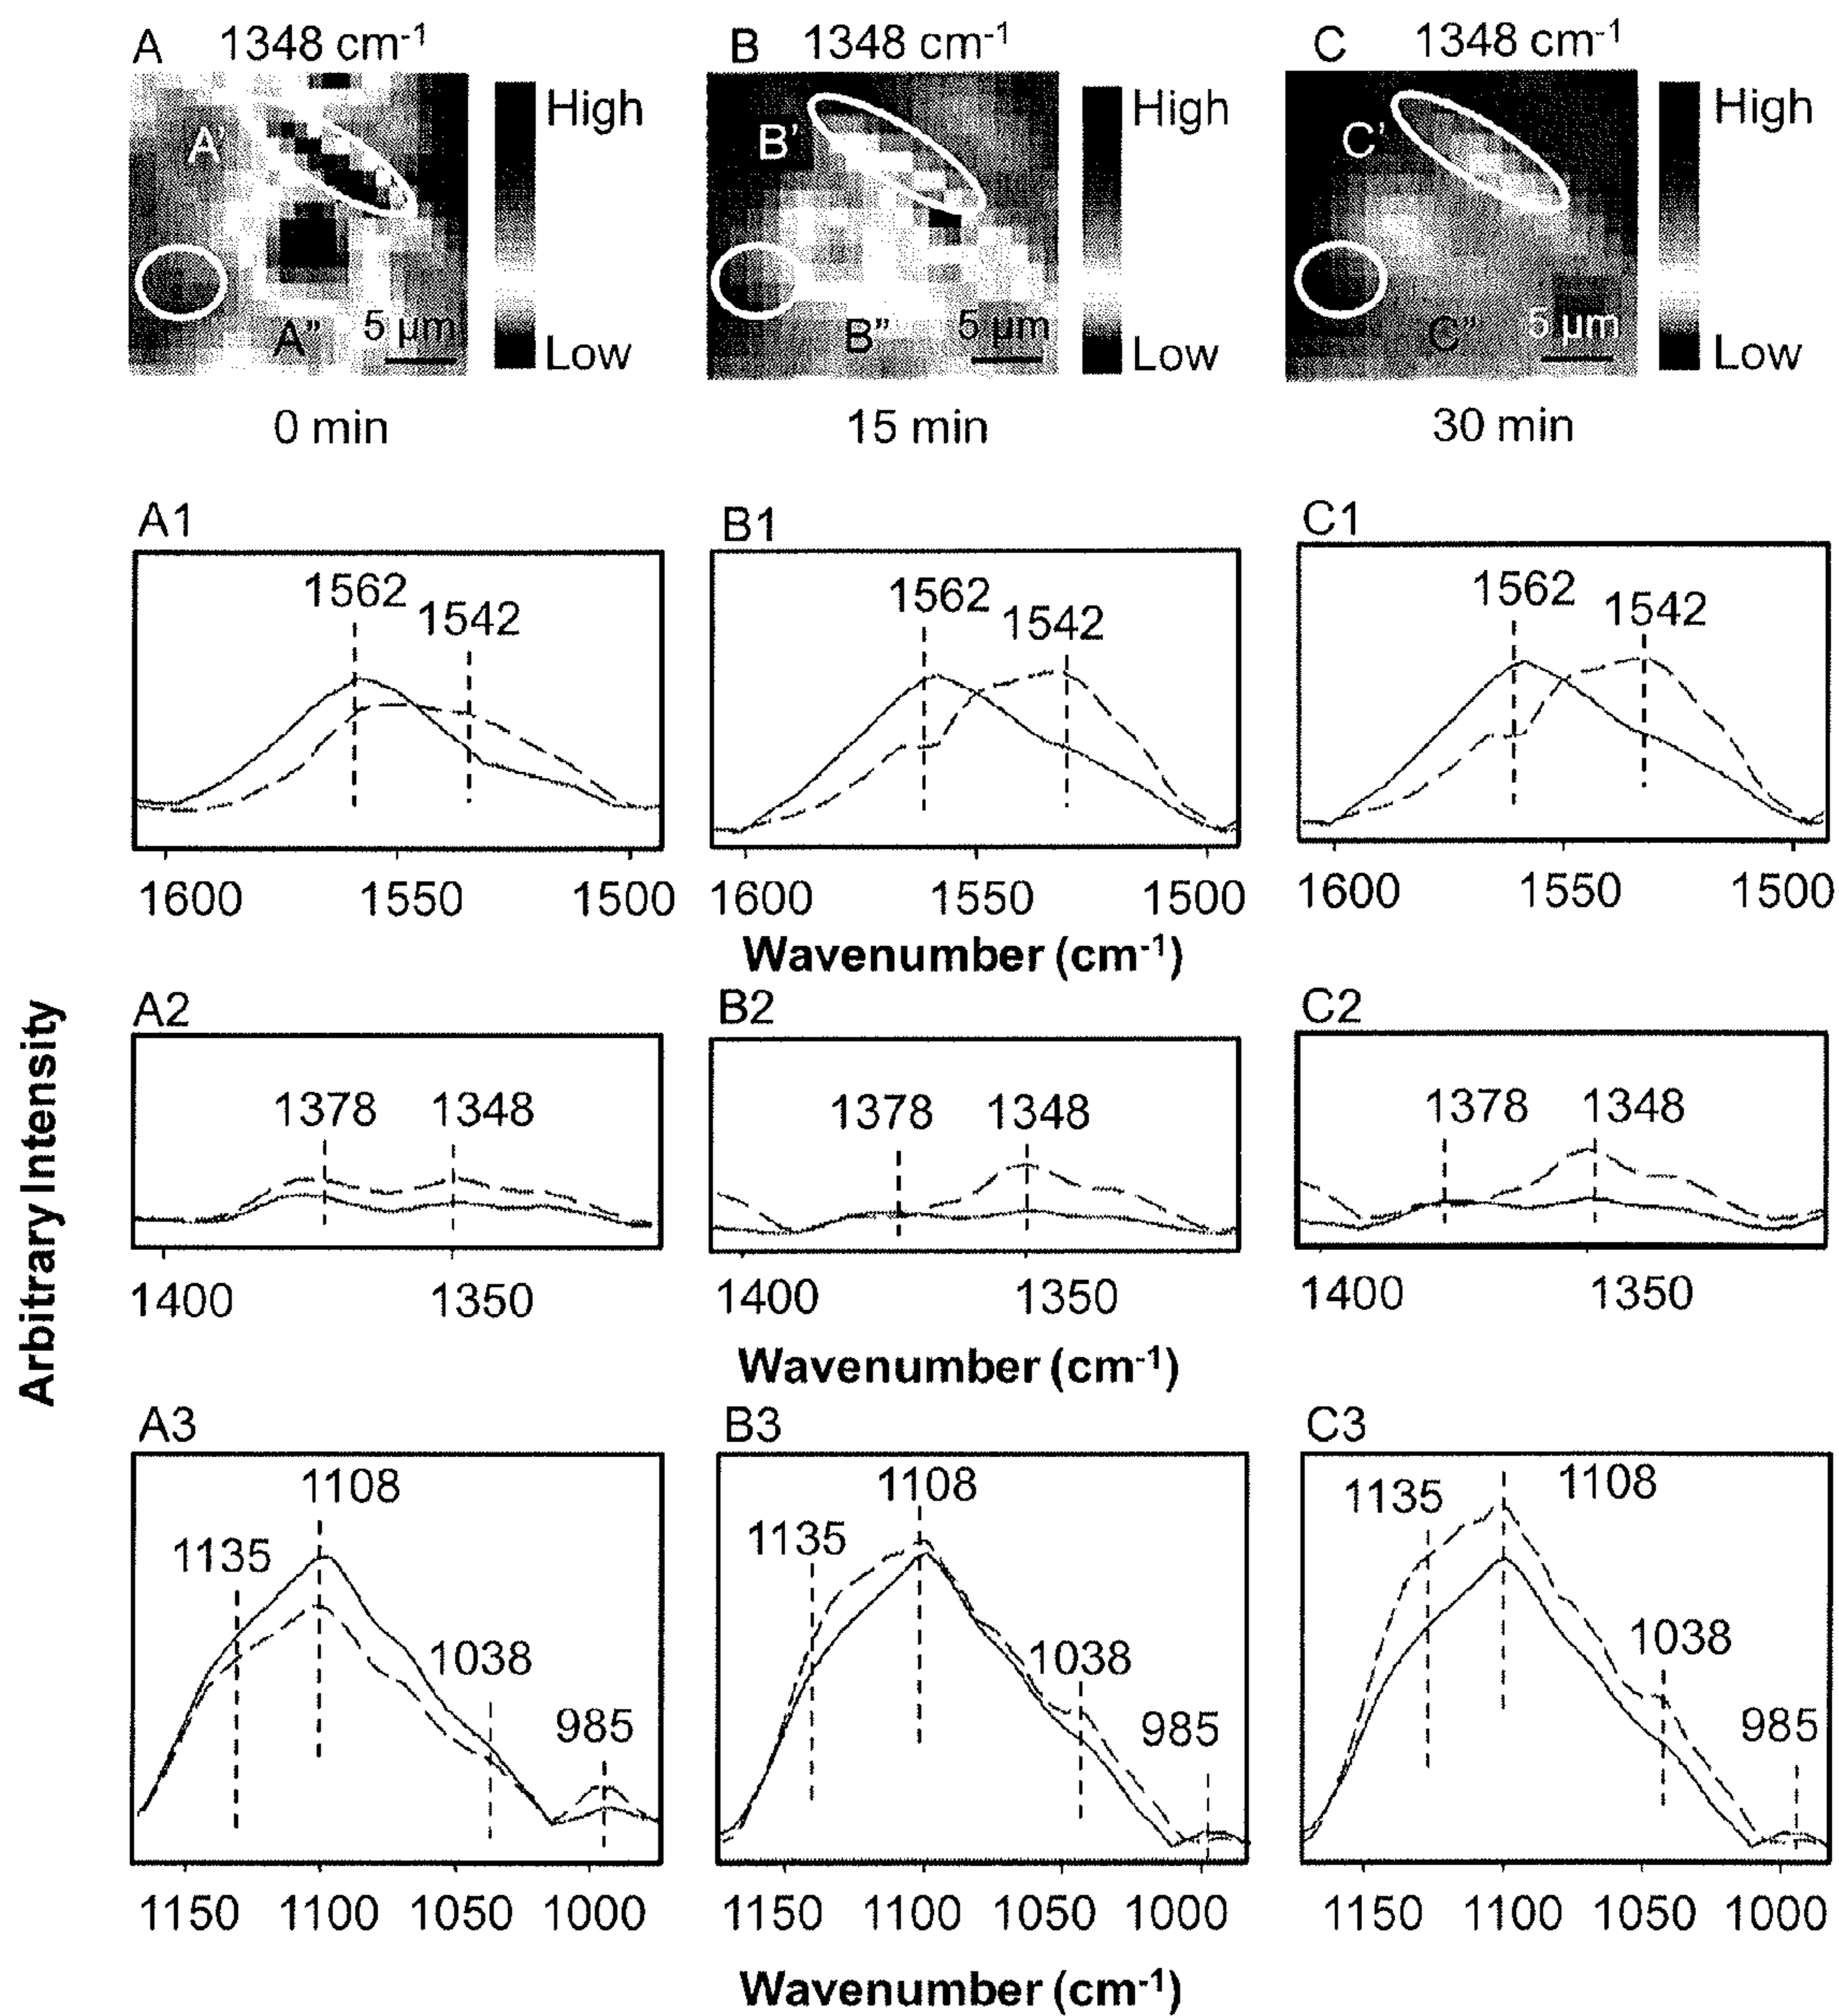 A 1348 cm-1 B 1348 cm-1 C 1348 cm-1
High High High
A' B' C'
A" 5 µm B" 5 µm C" 5 µm
Low Low Low
0 min 15 min 30 min
A1 B1 C1
1562 1542 1562 1542 1562 1542
1600 1550 1500 1600 1550 1500 1600 1550 1500
Wavenumber (cm-1)
A2 B2 C2
1378 1348 1378 1348 1378 1348
1400 1350 1400 1350 1400 1350
Wavenumber (cm-1)
Arbitrary Intensity
A3 B3 C3
1135 1108 1038 985 1135 1108 1038 985 1135 1108 1038 985
1150 1100 1050 1000 1150 1100 1050 1000 1150 1100 1050 1000
Wavenumber (cm-1)